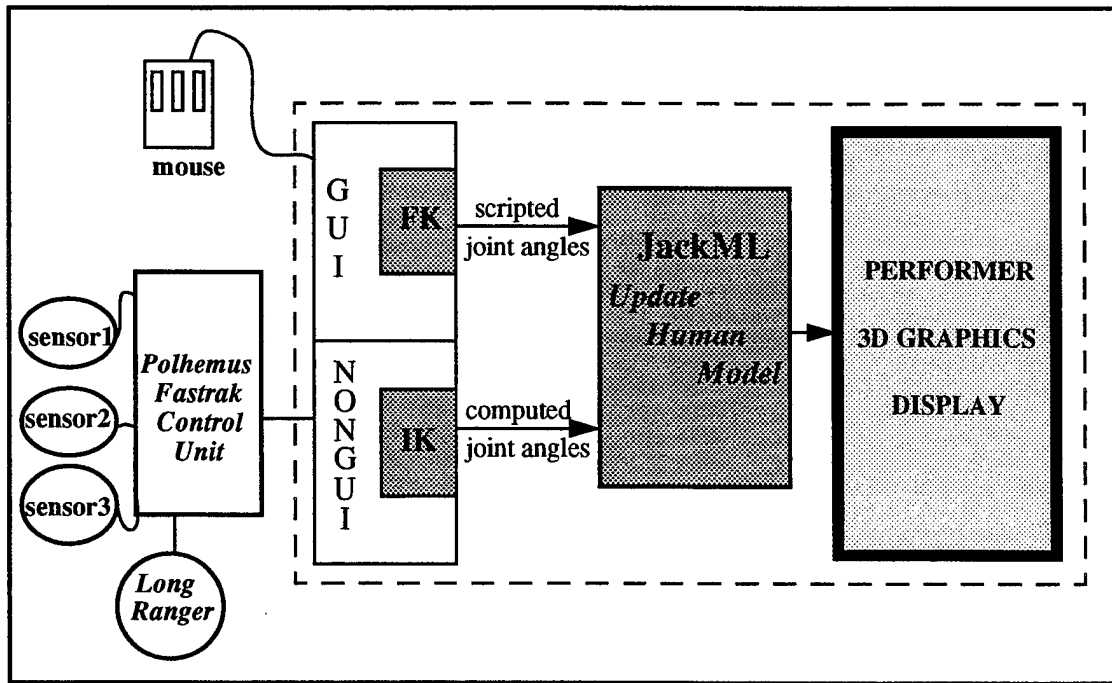 mouse
G
U
I
FK
scripted
joint angles
JackML
Update
Human
Model
PERFORMER
3D GRAPHICS
DISPLAY
sensor1
sensor2
sensor3
Polhemus
Fastrak
Control
Unit
N
O
N
G
U
I
IK
computed
joint angles
Long
Ranger